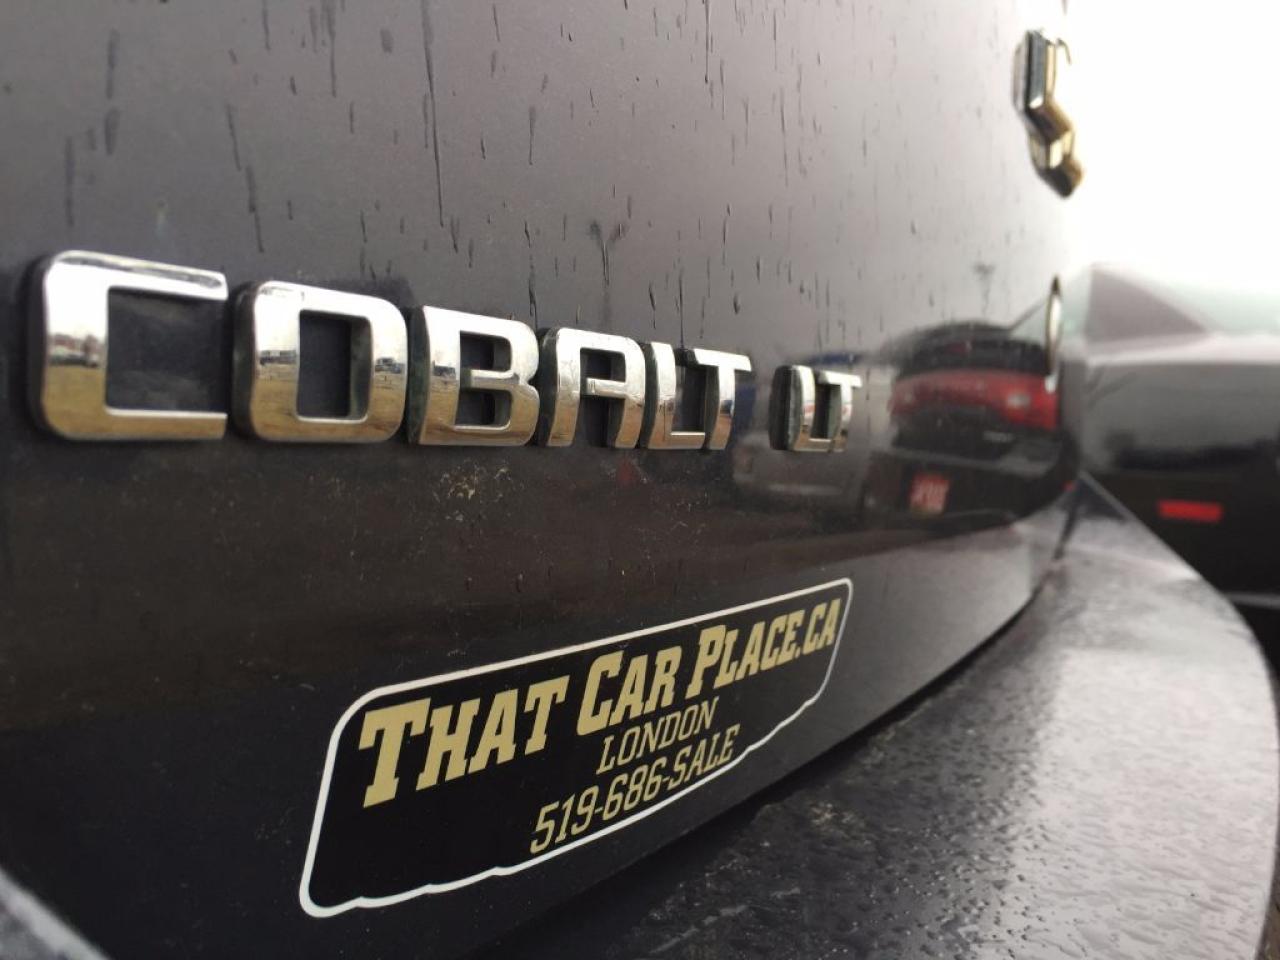 COBALT LT
THAT CAR PLACE.CA
LONDON
519-686-SALE